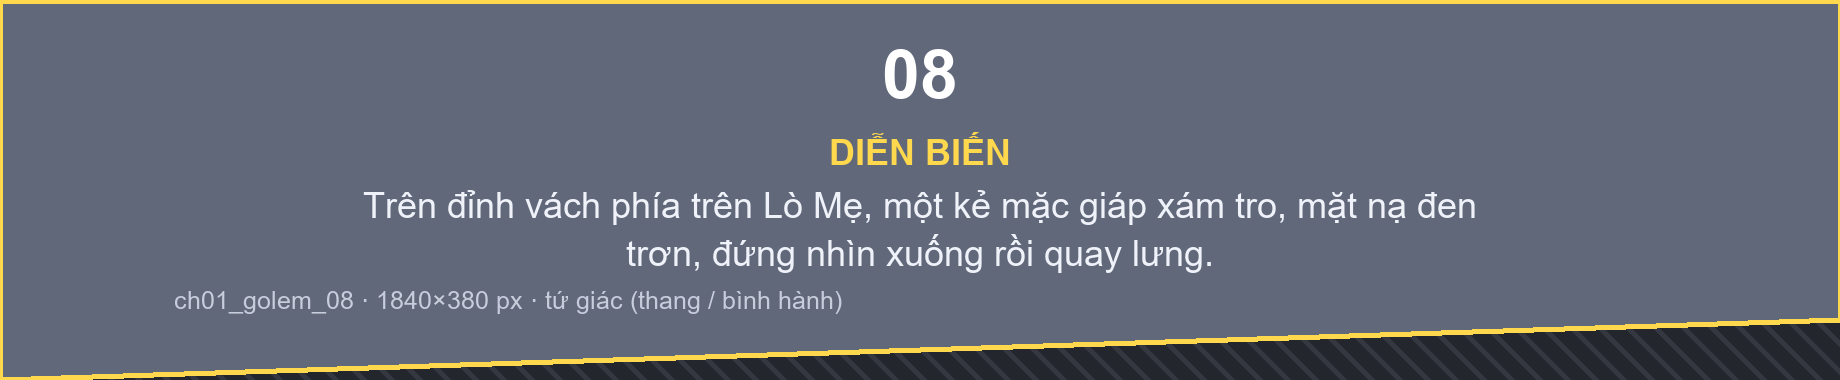 08
DIỄN BIẾN
Trên đỉnh vách phía trên Lò Mẹ, một kẻ mặc giáp xám tro, mặt nạ đen
trơn, đứng nhìn xuống rồi quay lưng.
ch01_golem_08 · 1840×380 px · tứ giác (thang / bình hành)